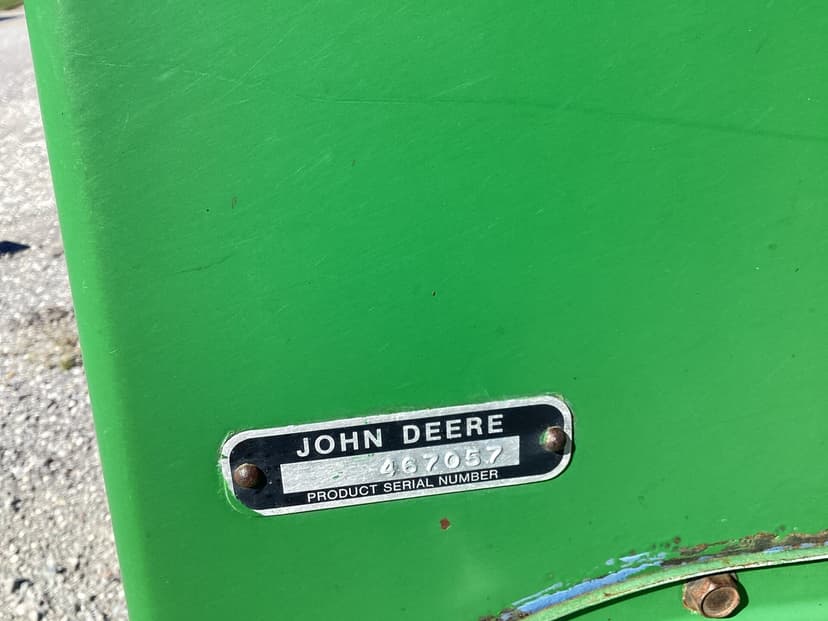 JOHN DEERE
467057
PRODUCT SERIAL NUMBER